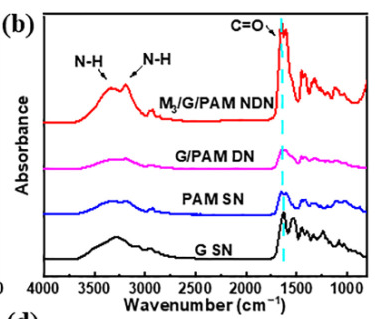 (b)
C=O
N-H
N-H
M₃/G/PAM NDN
G/PAM DN
PAM SN
G SN
Absorbance
4000 3500 3000 2500 2000 1500 1000
Wavenumber (cm⁻¹)